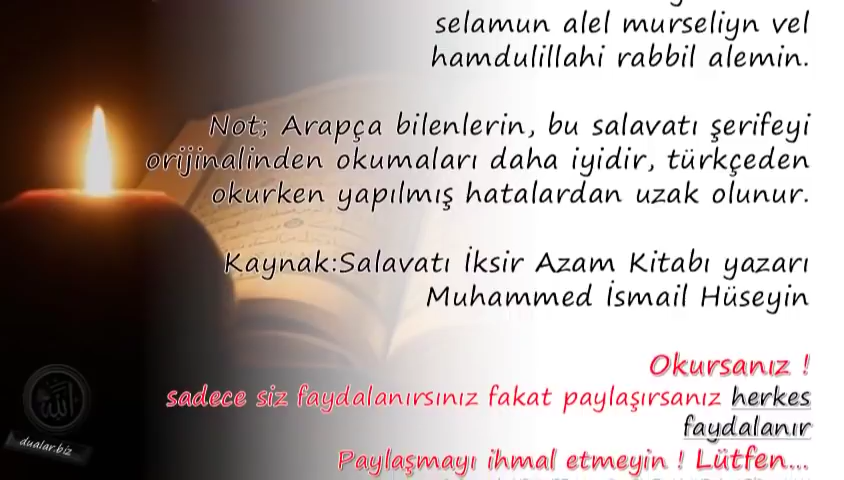 selamun alel murseliyn vel
hamdulillahi rabbil alemin.
Not; Arapça bilenlerin, bu salavatı şerifeyi
orijinalinden okumaları daha iyidir, türkçeden
okurken yapılmış hatalardan uzak olunur.
Kaynak:Salavatı İksir Azam Kitabı yazarı
Muhammed İsmail Hüseyin
Okursanız !
sadece siz faydalanırsınız fakat paylaşırsanız herkes
faydalanır
Paylaşmayı ihmal etmeyin ! Lütfen...
الله
dualar.biz